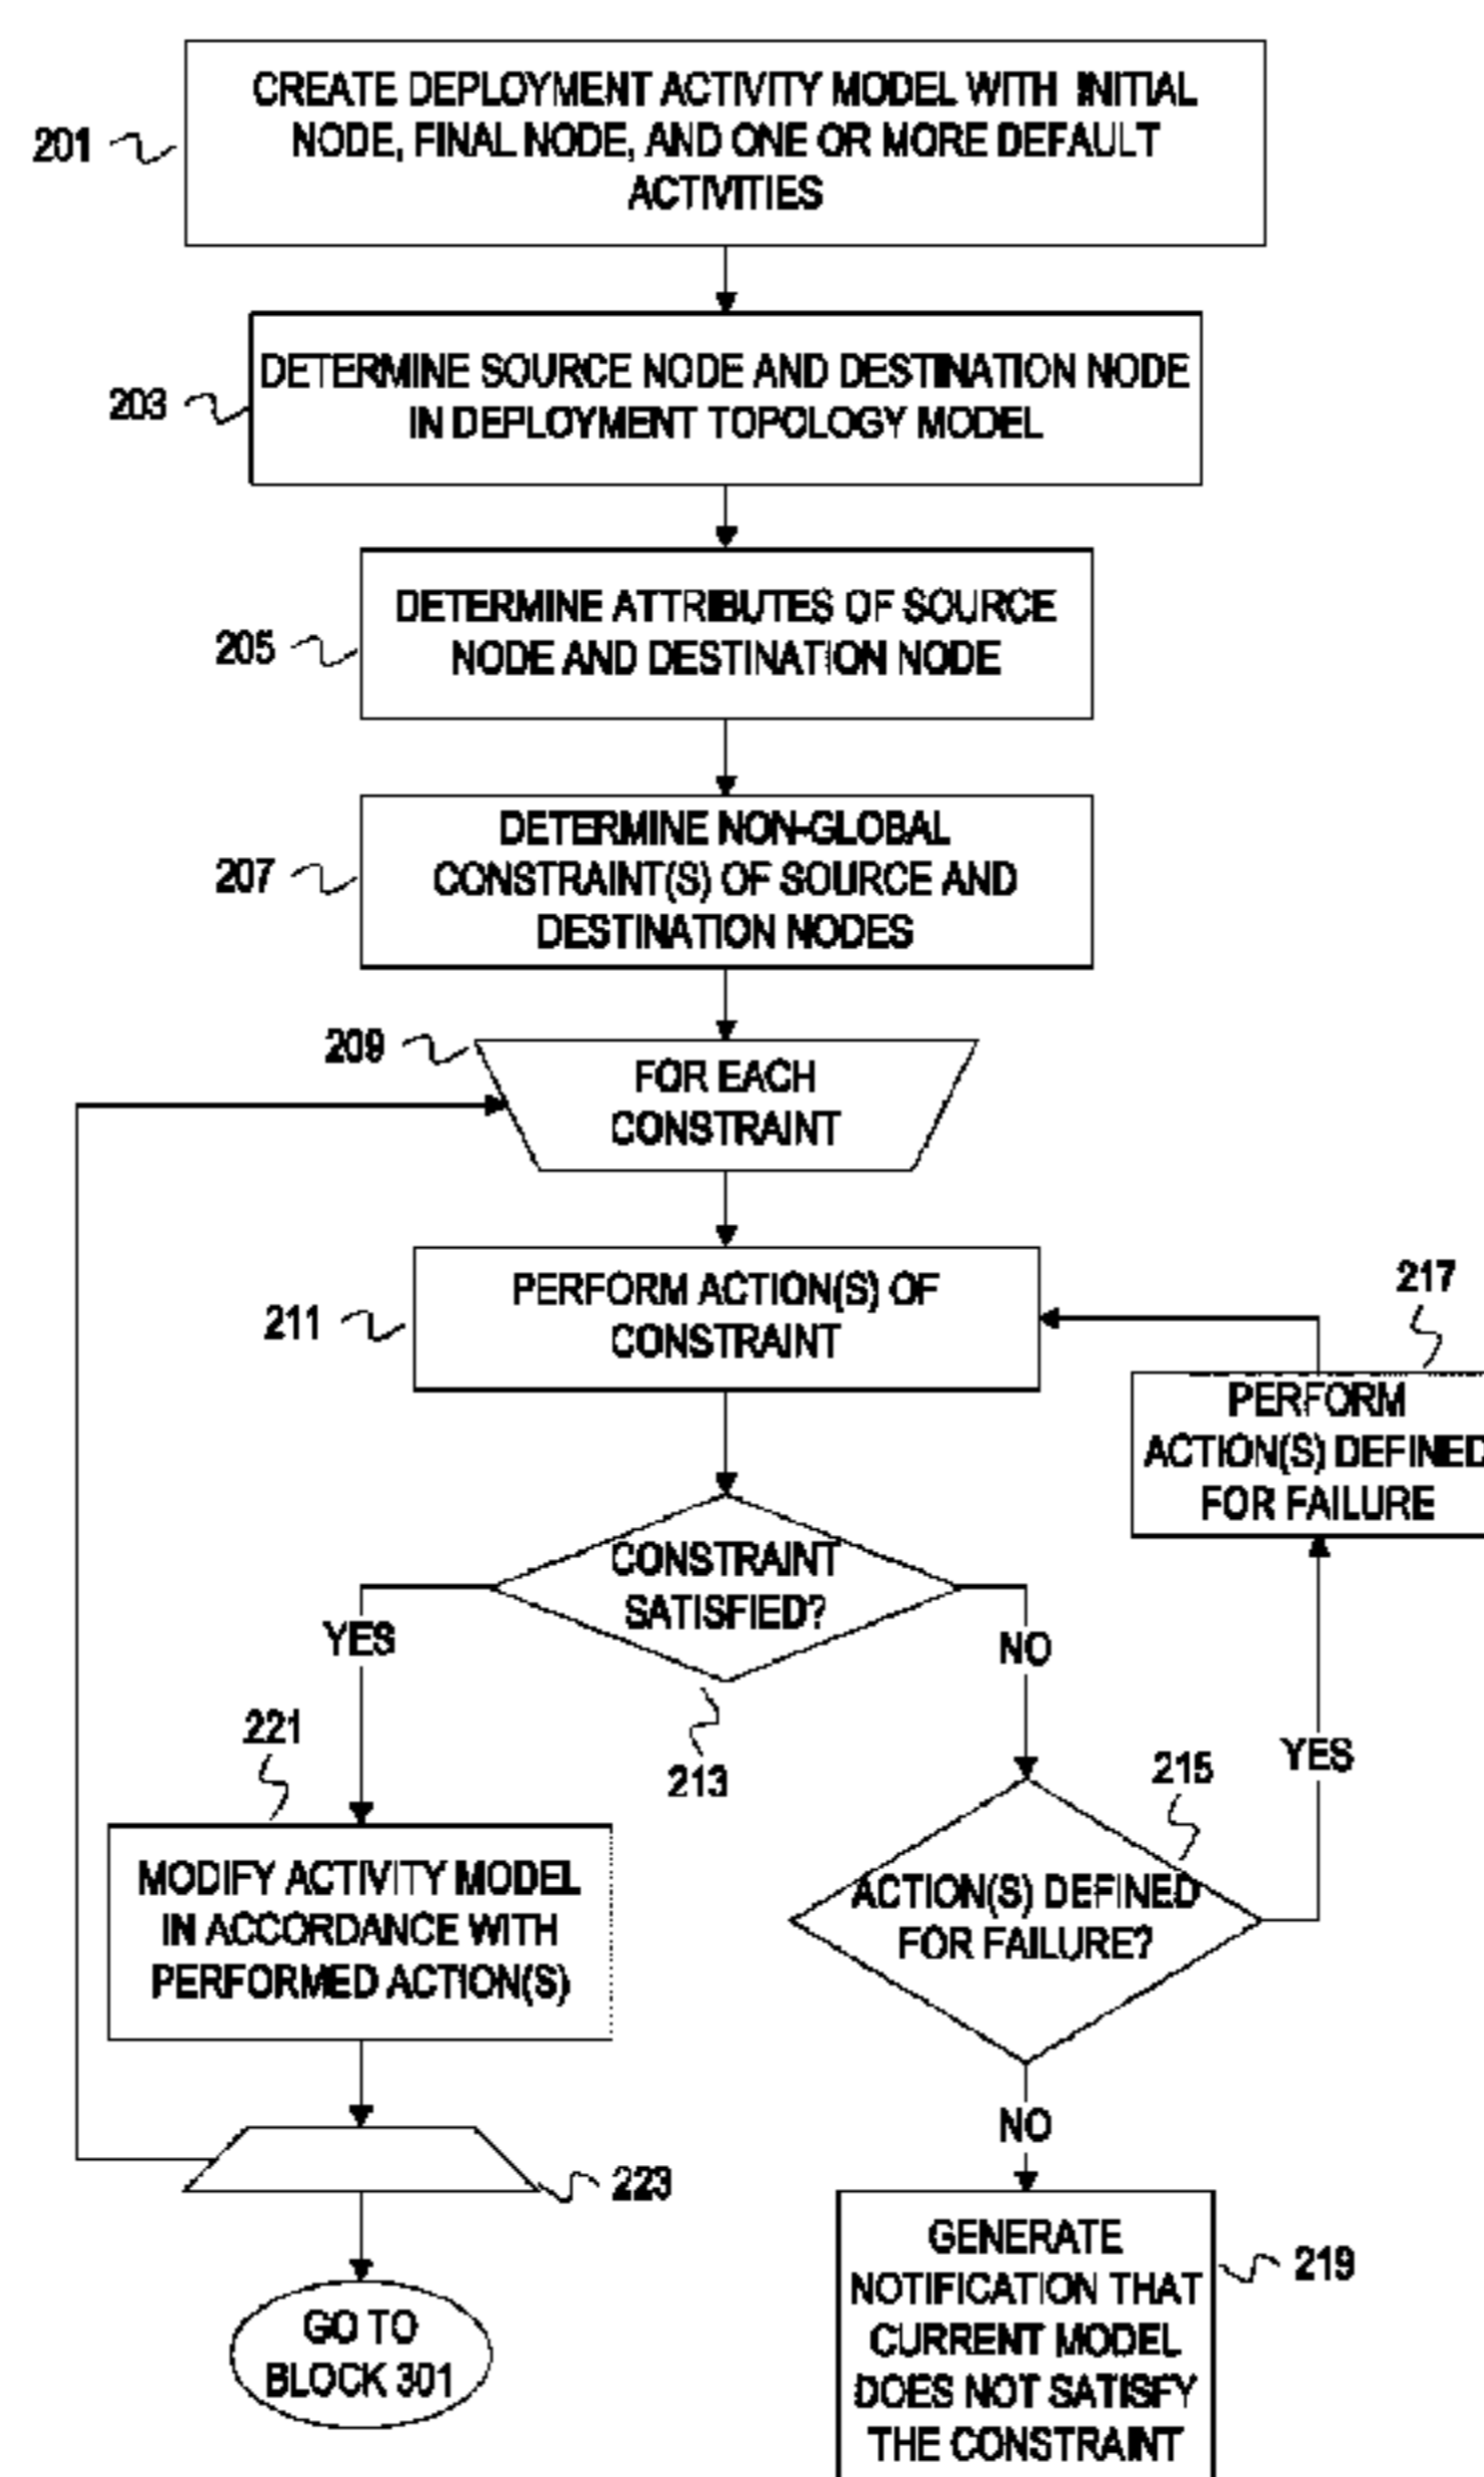 CREATE DEPLOYMENT ACTIVITY MODEL WITH INITIAL
NODE, FINAL NODE, AND ONE OR MORE DEFAULT
ACTIVITIES
201
DETERMINE SOURCE NODE AND DESTINATION NODE
IN DEPLOYMENT TOPOLOGY MODEL
203
DETERMINE ATTRIBUTES OF SOURCE
NODE AND DESTINATION NODE
205
DETERMINE NON-GLOBAL
CONSTRAINT(S) OF SOURCE AND
DESTINATION NODES
207
209
FOR EACH
CONSTRAINT
PERFORM ACTION(S) OF
CONSTRAINT
211
217
PERFORM
ACTION(S) DEFINED
FOR FAILURE
CONSTRAINT
SATISFIED?
YES
NO
213
221
215
YES
MODIFY ACTIVITY MODEL
IN ACCORDANCE WITH
PERFORMED ACTION(S)
ACTION(S) DEFINED
FOR FAILURE?
NO
223
GENERATE
NOTIFICATION THAT
CURRENT MODEL
DOES NOT SATISFY
THE CONSTRAINT
219
GO TO
BLOCK 301